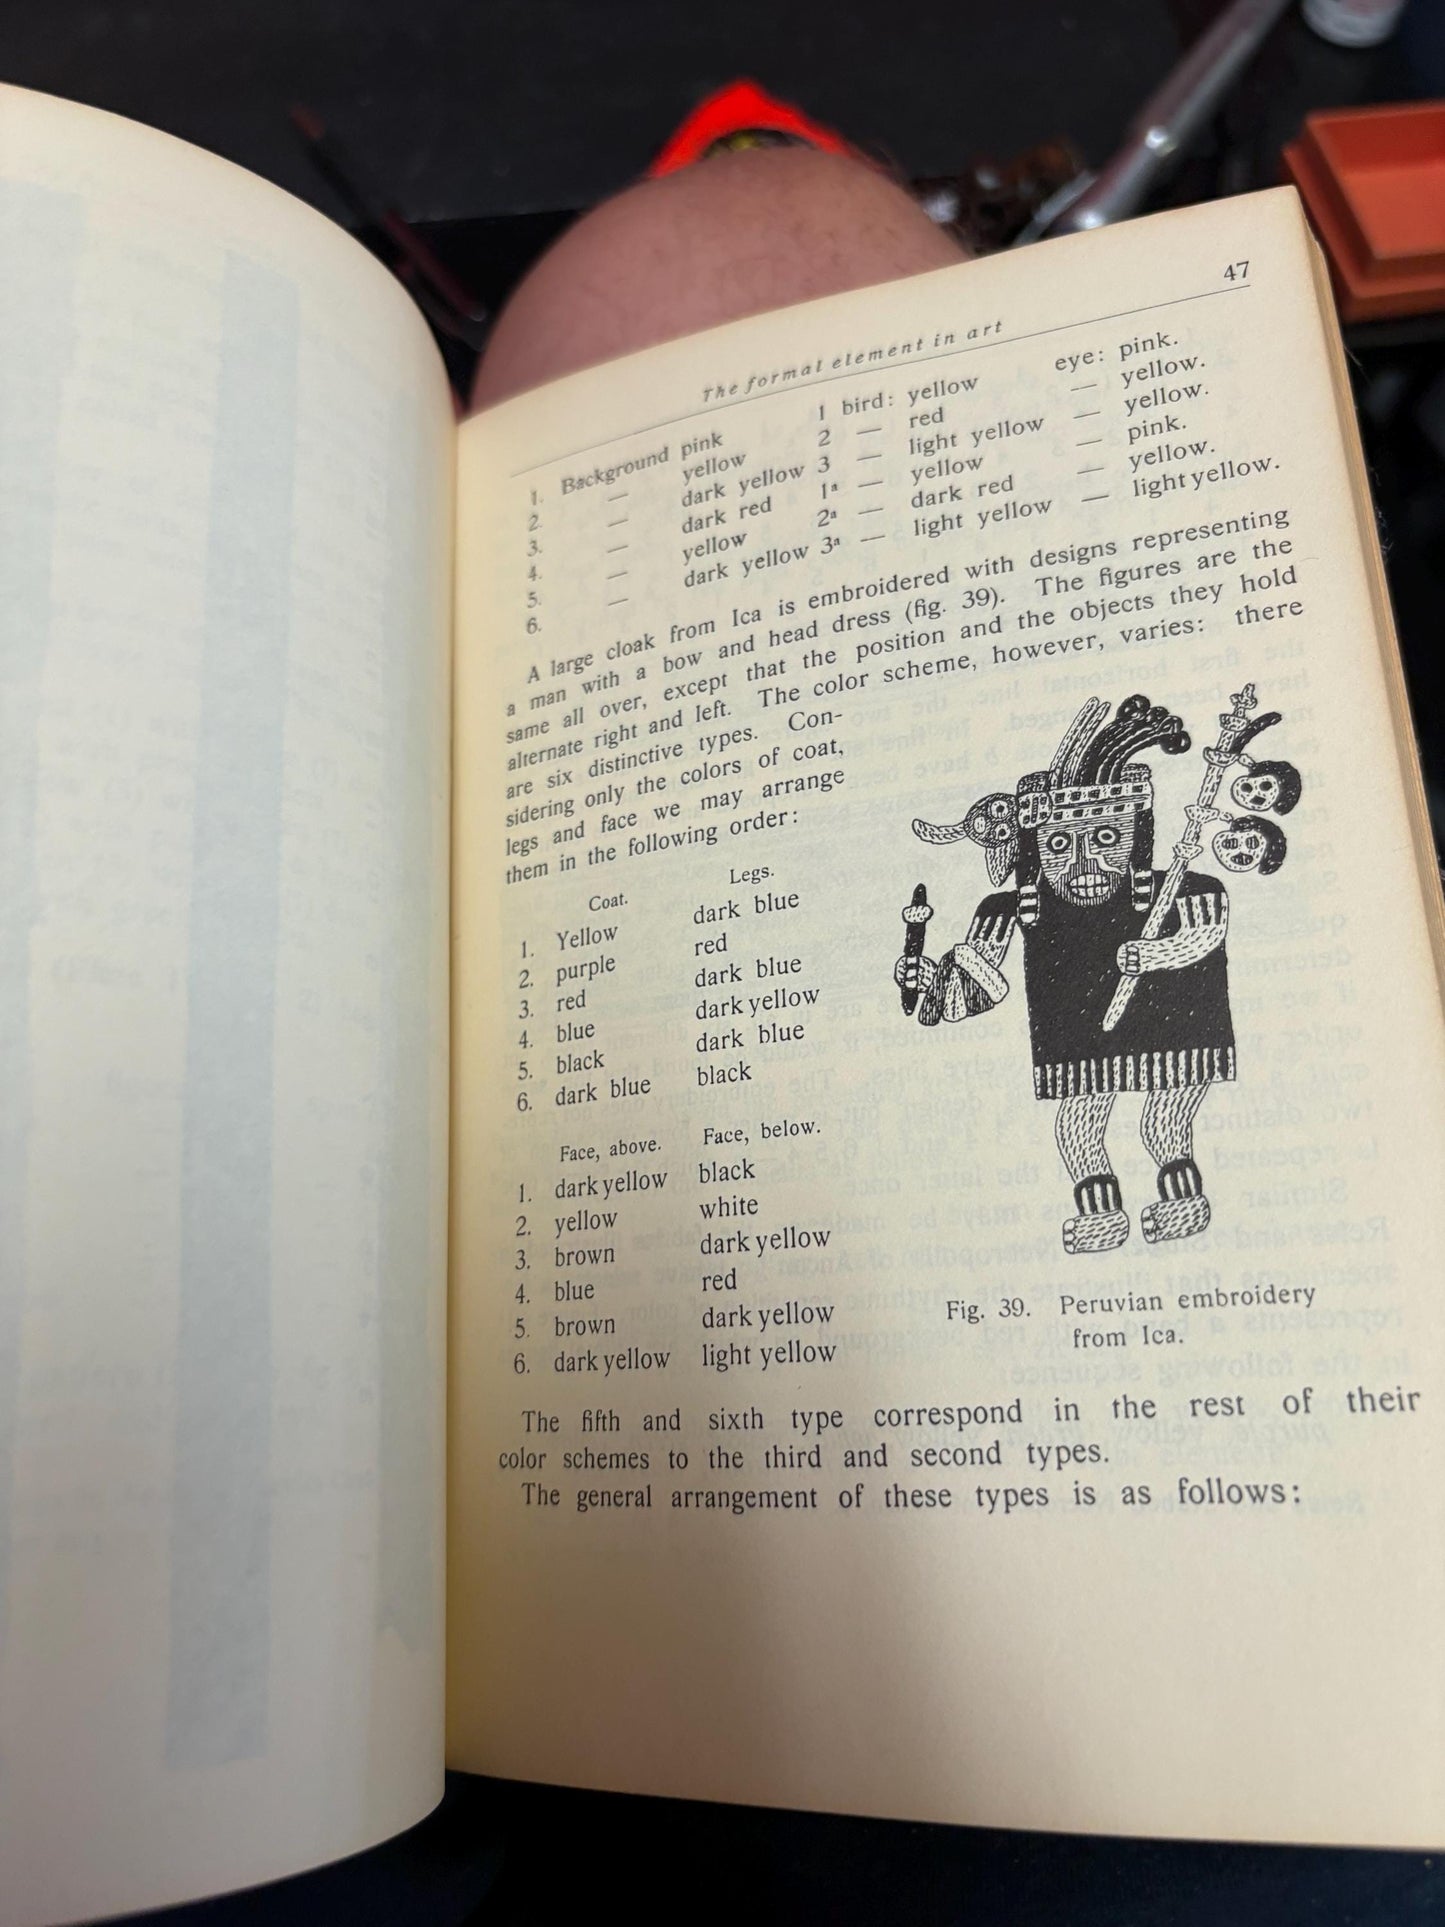 47
The formal element in art
1. Background pink 1 bird: yellow eye: pink.
2. — yellow 2 — red — yellow.
3. — dark yellow 3 — light yellow — yellow.
4. — dark red 1ª — yellow — pink.
5. — yellow 2ª — dark red — yellow.
6. — dark yellow 3ª — light yellow — light yellow.
A large cloak from Ica is embroidered with designs representing
a man with a bow and head dress (fig. 39). The figures are the
same all over, except that the position and the objects they hold
alternate right and left. The color scheme, however, varies: there
are six distinctive types. Con-
sidering only the colors of coat,
legs and face we may arrange
them in the following order:
Coat. Legs.
1. Yellow dark blue
2. purple red
3. red dark blue
4. blue dark yellow
5. black dark blue
6. dark blue black
Face, above. Face, below.
1. dark yellow black
2. yellow white
3. brown dark yellow
4. blue red
5. brown dark yellow
6. dark yellow light yellow
Fig. 39. Peruvian embroidery
from Ica.
The fifth and sixth type correspond in the rest of their
color schemes to the third and second types.
The general arrangement of these types is as follows: